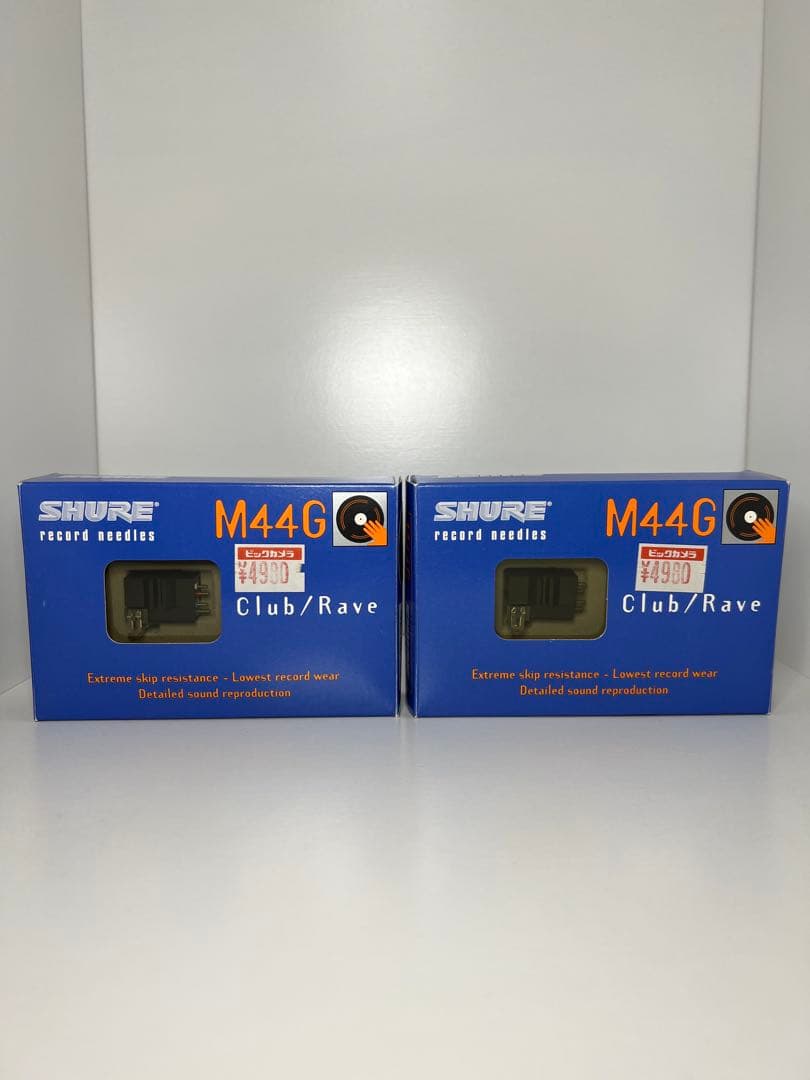 SHURE
record needles
M44G
ビックカメラ
¥4980
Club/Rave
Extreme skip resistance - Lowest record wear
Detailed sound reproduction
SHURE
record needles
M44G
ビックカメラ
¥4980
Club/Rave
Extreme skip resistance - Lowest record wear
Detailed sound reproduction